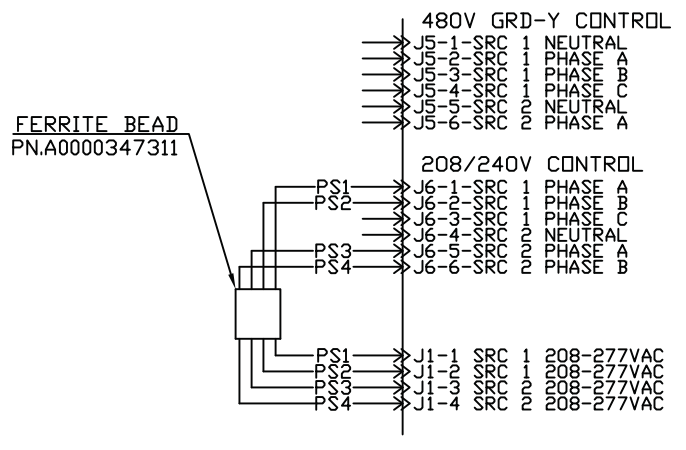 480V GRD-Y CONTROL
J5-1-SRC 1 NEUTRAL
J5-2-SRC 1 PHASE A
J5-3-SRC 1 PHASE B
J5-4-SRC 1 PHASE C
J5-5-SRC 2 NEUTRAL
J5-6-SRC 2 PHASE A
FERRITE BEAD
PN.A0000347311
208/240V CONTROL
PS1 J6-1-SRC 1 PHASE A
PS2 J6-2-SRC 1 PHASE B
J6-3-SRC 1 PHASE C
J6-4-SRC 2 NEUTRAL
PS3 J6-5-SRC 2 PHASE A
PS4 J6-6-SRC 2 PHASE B
PS1 J1-1 SRC 1 208-277VAC
PS2 J1-2 SRC 1 208-277VAC
PS3 J1-3 SRC 2 208-277VAC
PS4 J1-4 SRC 2 208-277VAC